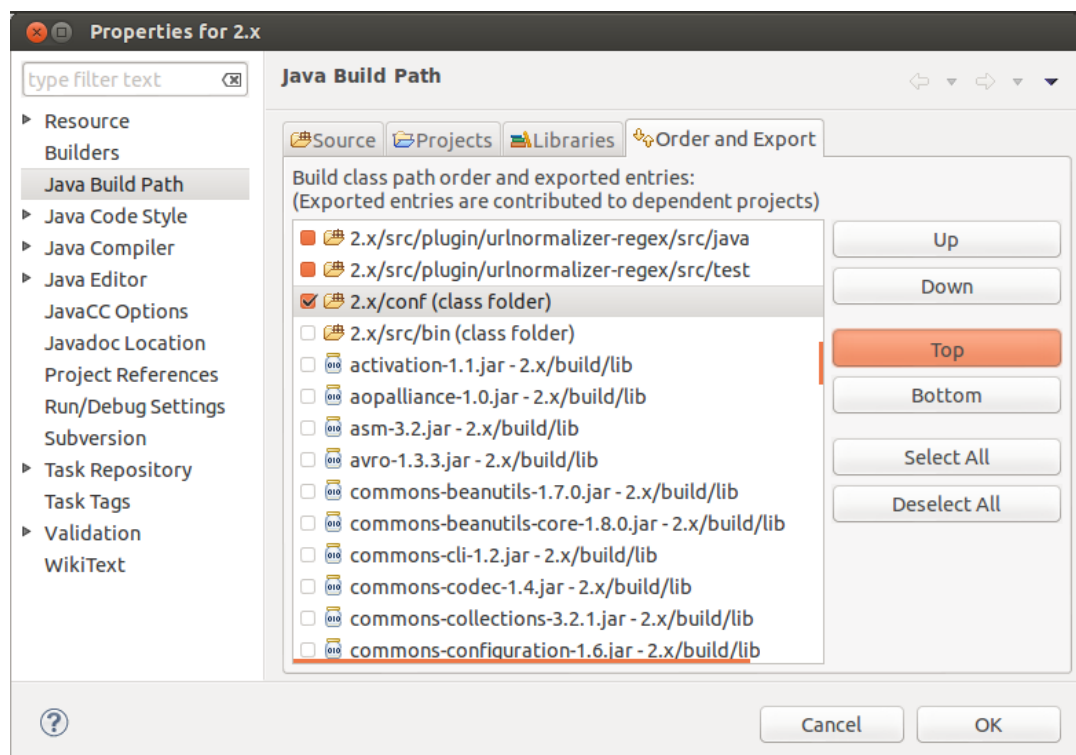 Properties for 2.x
type filter text
Resource
Builders
Java Build Path
Java Code Style
Java Compiler
Java Editor
JavaCC Options
Javadoc Location
Project References
Run/Debug Settings
Subversion
Task Repository
Task Tags
Validation
WikiText
Java Build Path
Source Projects Libraries Order and Export
Build class path order and exported entries:
(Exported entries are contributed to dependent projects)
2.x/src/plugin/urlnormalizer-regex/src/java
2.x/src/plugin/urlnormalizer-regex/src/test
2.x/conf (class folder)
2.x/src/bin (class folder)
activation-1.1.jar - 2.x/build/lib
aopalliance-1.0.jar - 2.x/build/lib
asm-3.2.jar - 2.x/build/lib
avro-1.3.3.jar - 2.x/build/lib
commons-beanutils-1.7.0.jar - 2.x/build/lib
commons-beanutils-core-1.8.0.jar - 2.x/build/lib
commons-cli-1.2.jar - 2.x/build/lib
commons-codec-1.4.jar - 2.x/build/lib
commons-collections-3.2.1.jar - 2.x/build/lib
commons-configuration-1.6.jar - 2.x/build/lib
Up
Down
Top
Bottom
Select All
Deselect All
Cancel OK